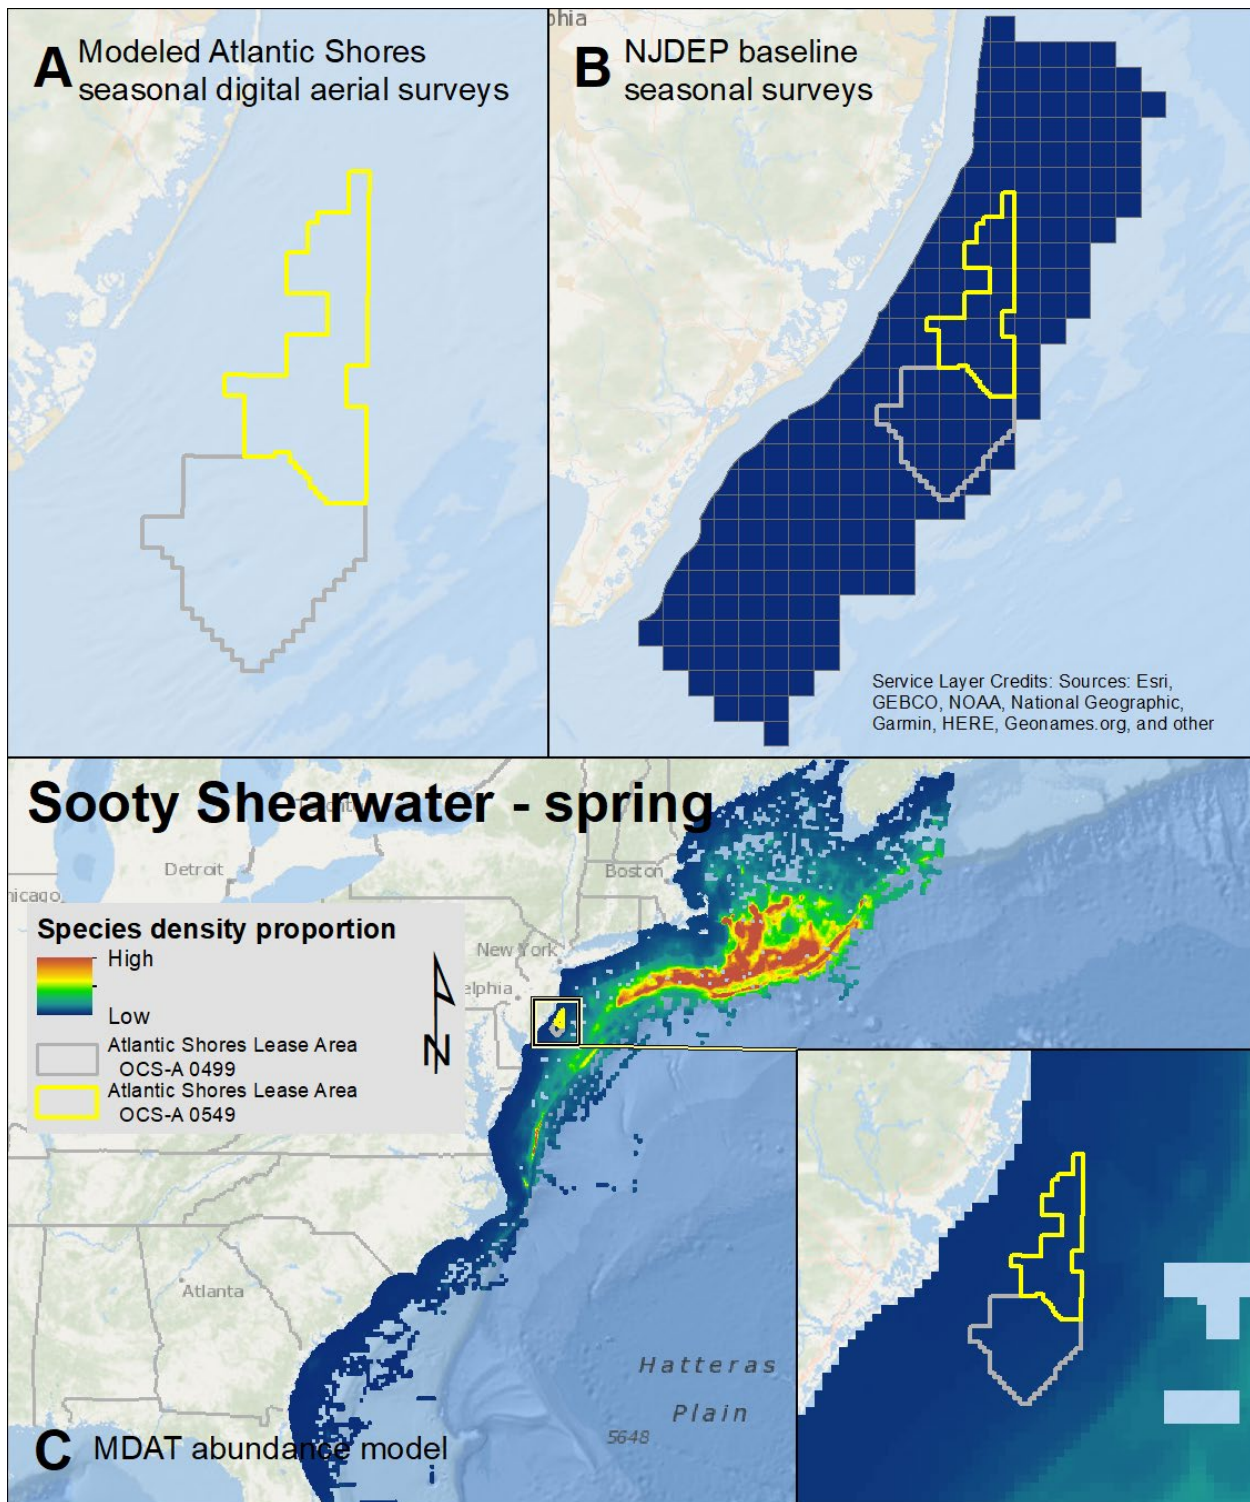 A Modeled Atlantic Shores
seasonal digital aerial surveys
phia
B NJDEP baseline
seasonal surveys
Service Layer Credits: Sources: Esri,
GEBCO, NOAA, National Geographic,
Garmin, HERE, Geonames.org, and other
Sooty Shearwater - spring
Detroit
Boston
hicago
New York
elphia
Species density proportion
High
Low
Atlantic Shores Lease Area
OCS-A 0499
Atlantic Shores Lease Area
OCS-A 0549
N
Atlanta
Hatteras
Plain
5648
C MDAT abundance model